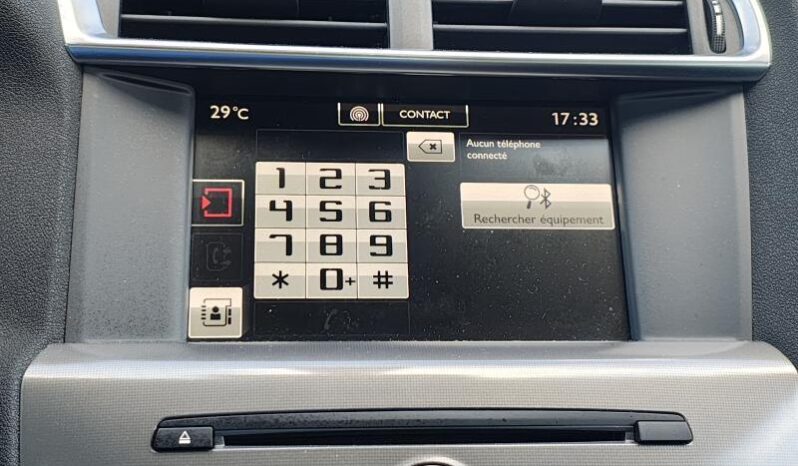 29°C CONTACT 17:33
Aucun téléphone
connecté
1 2 3
4 5 6
7 8 9
* 0+ #
Rechercher équipement